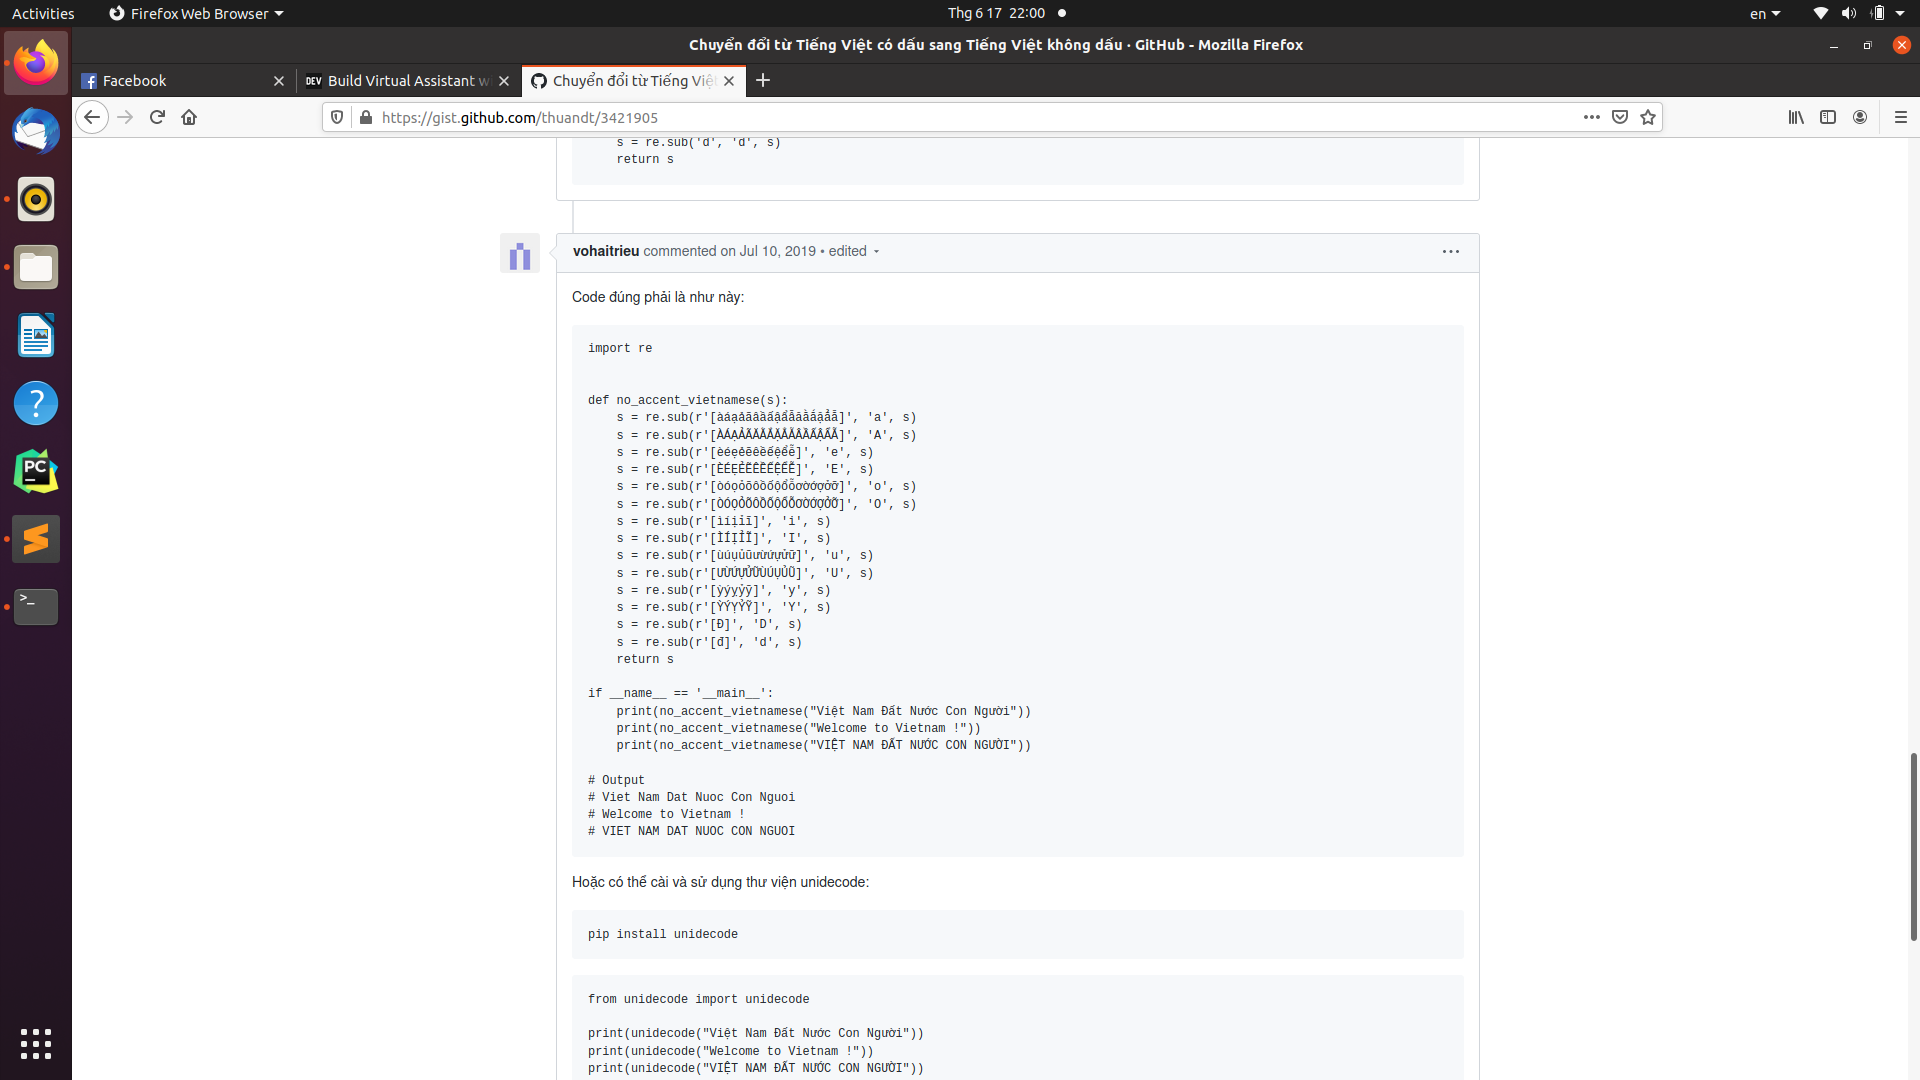 Activities
Firefox Web Browser
Thg 6 17 22:00
en
Chuyển đổi từ Tiếng Việt có dấu sang Tiếng Việt không dấu · GitHub - Mozilla Firefox
Facebook
DEV Build Virtual Assistant w
Chuyển đổi từ Tiếng Việ
https://gist.github.com/thuandt/3421905
s = re.sub('đ', 'd', s)
return s
vohaitrieu commented on Jul 10, 2019 • edited
Code đúng phải là như này:
import re
def no_accent_vietnamese(s):
s = re.sub(r'[àáạảãâầấậẩẫăằắặẳẵ]', 'a', s)
s = re.sub(r'[ÀÁẠẢÃĂẰẮẶẲẴÂẦẤẬẨẪ]', 'A', s)
s = re.sub(r'[èéẹẻẽêềếệểễ]', 'e', s)
s = re.sub(r'[ÈÉẸẺẼÊỀẾỆỂỄ]', 'E', s)
s = re.sub(r'[òóọỏõôồốộổỗơờớợởỡ]', 'o', s)
s = re.sub(r'[ÒÓỌỎÕÔỒỐỘỔỖƠỜỚỢỞỠ]', 'O', s)
s = re.sub(r'[ìíịỉĩ]', 'i', s)
s = re.sub(r'[ÌÍỊỈĨ]', 'I', s)
s = re.sub(r'[ùúụủũưừứựửữ]', 'u', s)
s = re.sub(r'[ƯỪỨỰỬỮÙÚỤỦŨ]', 'U', s)
s = re.sub(r'[ỳýỵỷỹ]', 'y', s)
s = re.sub(r'[ỲÝỴỶỸ]', 'Y', s)
s = re.sub(r'[Đ]', 'D', s)
s = re.sub(r'[đ]', 'd', s)
return s
if __name__ == '__main__':
print(no_accent_vietnamese("Việt Nam Đất Nước Con Người"))
print(no_accent_vietnamese("Welcome to Vietnam !"))
print(no_accent_vietnamese("VIỆT NAM ĐẤT NƯỚC CON NGƯỜI"))
# Output
# Viet Nam Dat Nuoc Con Nguoi
# Welcome to Vietnam !
# VIET NAM DAT NUOC CON NGUOI
Hoặc có thể cài và sử dụng thư viện unidecode:
pip install unidecode
from unidecode import unidecode
print(unidecode("Việt Nam Đất Nước Con Người"))
print(unidecode("Welcome to Vietnam !"))
print(unidecode("VIỆT NAM ĐẤT NƯỚC CON NGƯỜI"))